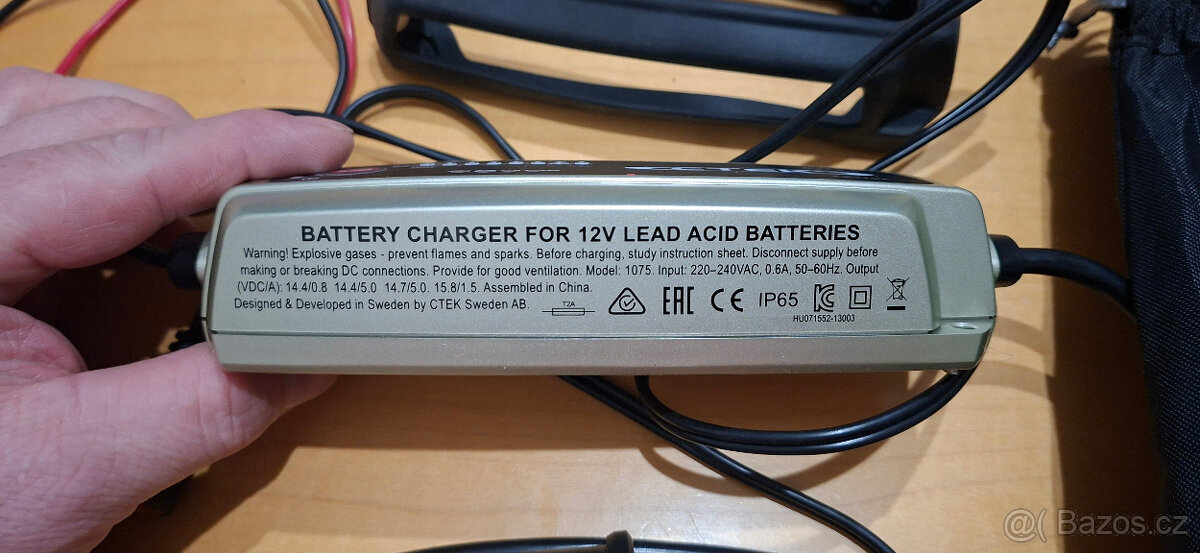 BATTERY CHARGER FOR 12V LEAD ACID BATTERIES
Warning! Explosive gases - prevent flames and sparks. Before charging, study instruction sheet. Disconnect supply before
making or breaking DC connections. Provide for good ventilation. Model: 1075. Input: 220–240VAC, 0.6A, 50–60Hz. Output
(VDC/A): 14.4/0.8 14.4/5.0 14.7/5.0 15.8/1.5. Assembled in China.
Designed & Developed in Sweden by CTEK Sweden AB.
T2A
EAC CE IP65
HU071552-13003
@( Bazos.cz